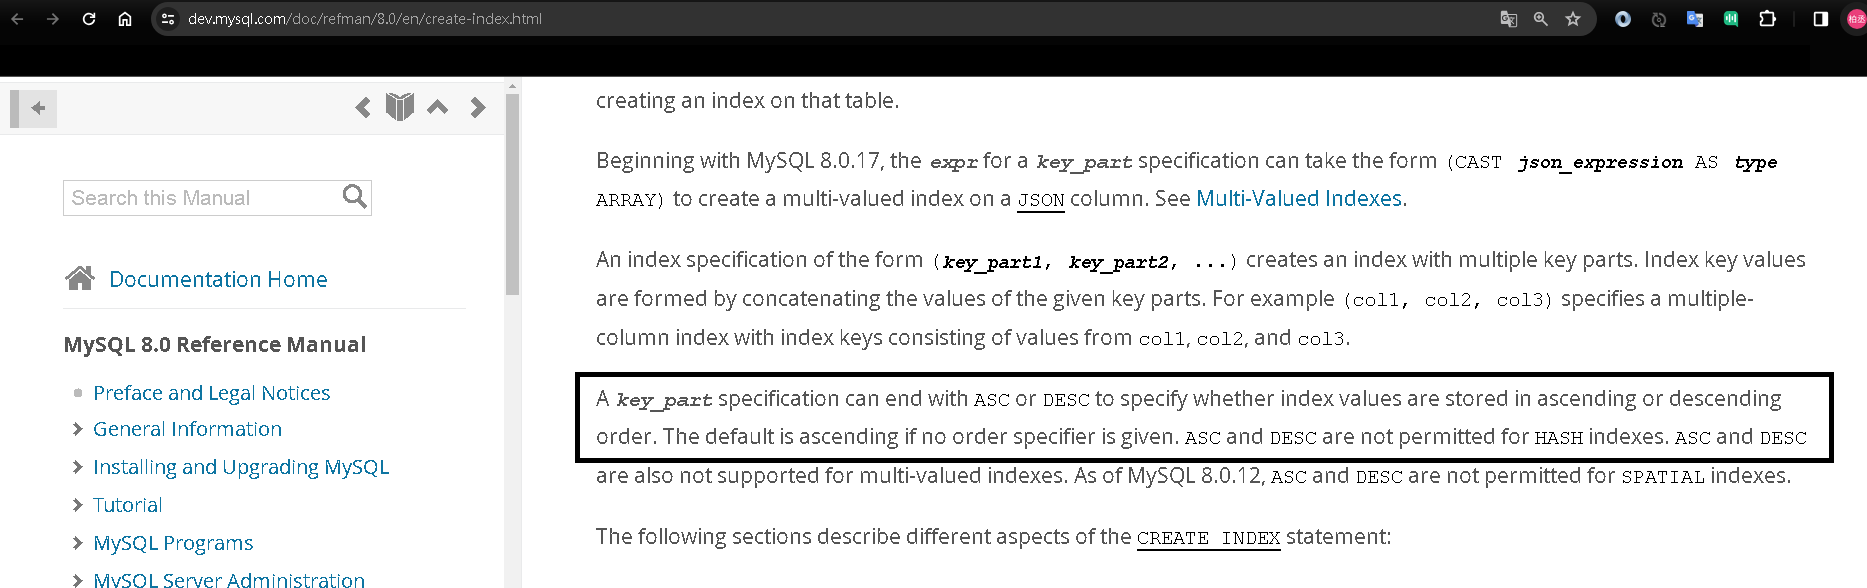 dev.mysql.com/doc/refman/8.0/en/create-index.html
柏丞
Search this Manual
Documentation Home
MySQL 8.0 Reference Manual
Preface and Legal Notices
General Information
Installing and Upgrading MySQL
Tutorial
MySQL Programs
MySQL Server Administration
creating an index on that table.
Beginning with MySQL 8.0.17, the expr for a key_part specification can take the form (CAST json_expression AS type
ARRAY) to create a multi-valued index on a JSON column. See Multi-Valued Indexes.
An index specification of the form (key_part1, key_part2, ...) creates an index with multiple key parts. Index key values
are formed by concatenating the values of the given key parts. For example (col1, col2, col3) specifies a multiple-
column index with index keys consisting of values from col1, col2, and col3.
A key_part specification can end with ASC or DESC to specify whether index values are stored in ascending or descending
order. The default is ascending if no order specifier is given. ASC and DESC are not permitted for HASH indexes. ASC and DESC
are also not supported for multi-valued indexes. As of MySQL 8.0.12, ASC and DESC are not permitted for SPATIAL indexes.
The following sections describe different aspects of the CREATE INDEX statement: